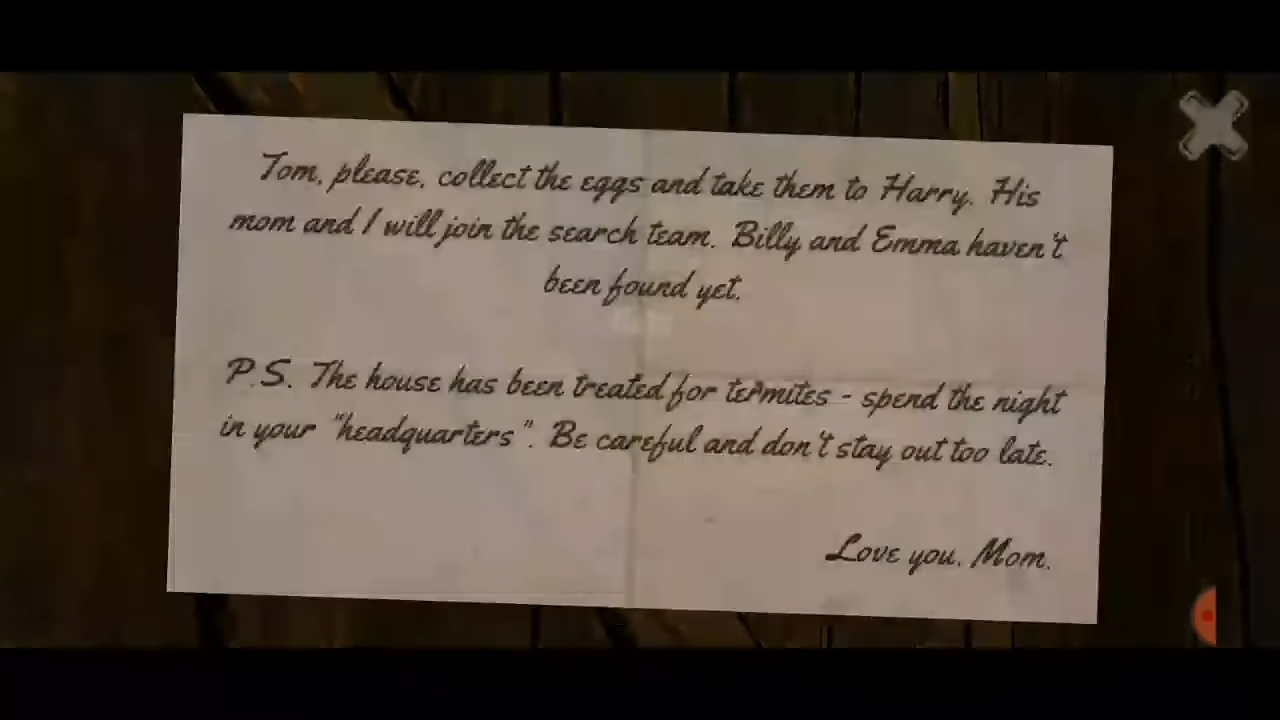 Tom, please, collect the eggs and take them to Harry. His
mom and I will join the search team. Billy and Emma haven't
been found yet.
P.S. The house has been treated for termites - spend the night
in your "headquarters". Be careful and don't stay out too late.
Love you, Mom.